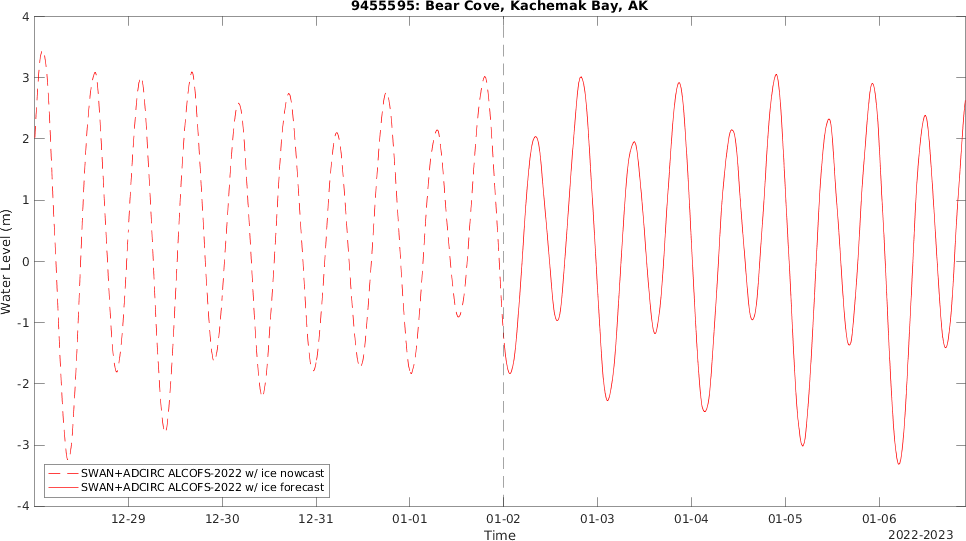 9455595: Bear Cove, Kachemak Bay, AK
Water Level (m)
4
3
2
1
0
-1
-2
-3
-4
SWAN+ADCIRC ALCOFS-2022 w/ ice nowcast
SWAN+ADCIRC ALCOFS-2022 w/ ice forecast
12-29 12-30 12-31 01-01 01-02 01-03 01-04 01-05 01-06
Time
2022-2023